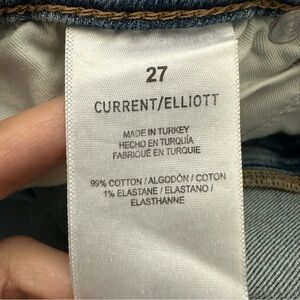 27
CURRENT/ELLIOTT
MADE IN TURKEY
HECHO EN TURQUÍA
FABRIQUÉ EN TURQUIE
99% COTTON / ALGODÓN / COTON
1% ELASTANE / ELASTANO /
ELASTHANNE